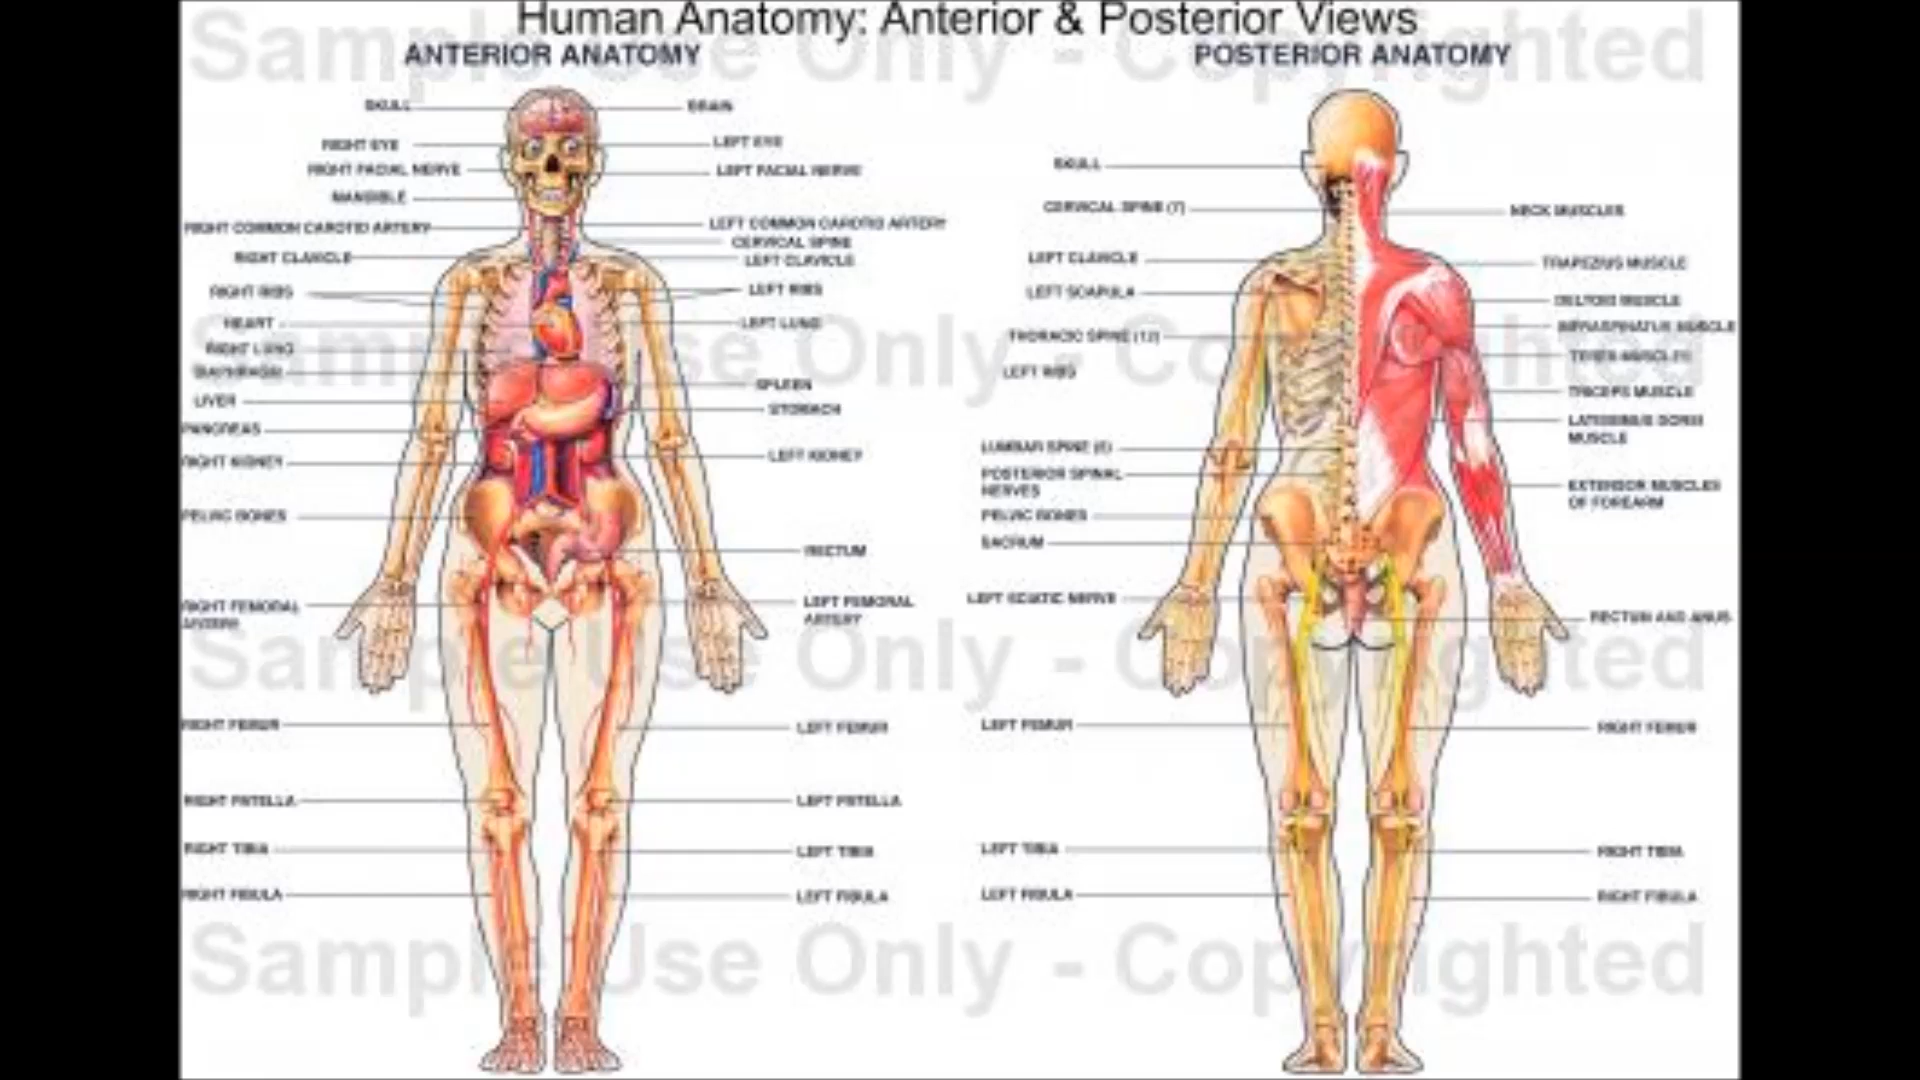 Human Anatomy: Anterior & Posterior Views
ANTERIOR ANATOMY
SKULL
BRAIN
RIGHT EYE
LEFT EYE
RIGHT FACIAL NERVE
LEFT FACIAL NERVE
MANDIBLE
RIGHT COMMON CAROTID ARTERY
LEFT COMMON CAROTID ARTERY
CERVICAL SPINE
RIGHT CLAVICLE
LEFT CLAVICLE
RIGHT RIBS
LEFT RIBS
HEART
LEFT LUNG
RIGHT LUNG
DIAPHRAGM
SPLEEN
LIVER
STOMACH
PANCREAS
RIGHT KIDNEY
LEFT KIDNEY
PELVIC BONES
RECTUM
RIGHT FEMORAL
ARTERY
LEFT FEMORAL
ARTERY
RIGHT FEMUR
LEFT FEMUR
RIGHT PATELLA
LEFT PATELLA
RIGHT TIBIA
LEFT TIBIA
RIGHT FIBULA
LEFT FIBULA
POSTERIOR ANATOMY
SKULL
CERVICAL SPINE (7)
NECK MUSCLES
LEFT CLAVICLE
TRAPEZIUS MUSCLE
LEFT SCAPULA
DELTOID MUSCLE
INFRASPINATUS MUSCLE
THORACIC SPINE (12)
TERES MUSCLES
LEFT RIBS
TRICEPS MUSCLE
LATISSIMUS DORSI
MUSCLE
LUMBAR SPINE
POSTERIOR SPINAL
NERVES
EXTENSOR MUSCLES
OF FOREARM
PELVIC BONES
SACRUM
LEFT SCIATIC NERVE
RECTUM AND ANUS
LEFT FEMUR
RIGHT FEMUR
LEFT TIBIA
RIGHT TIBIA
LEFT FIBULA
RIGHT FIBULA
Sample Use Only - Copyrighted
Sample Use Only - Copyrighted
Sample Use Only - Copyrighted
Sample Use Only - Copyrighted